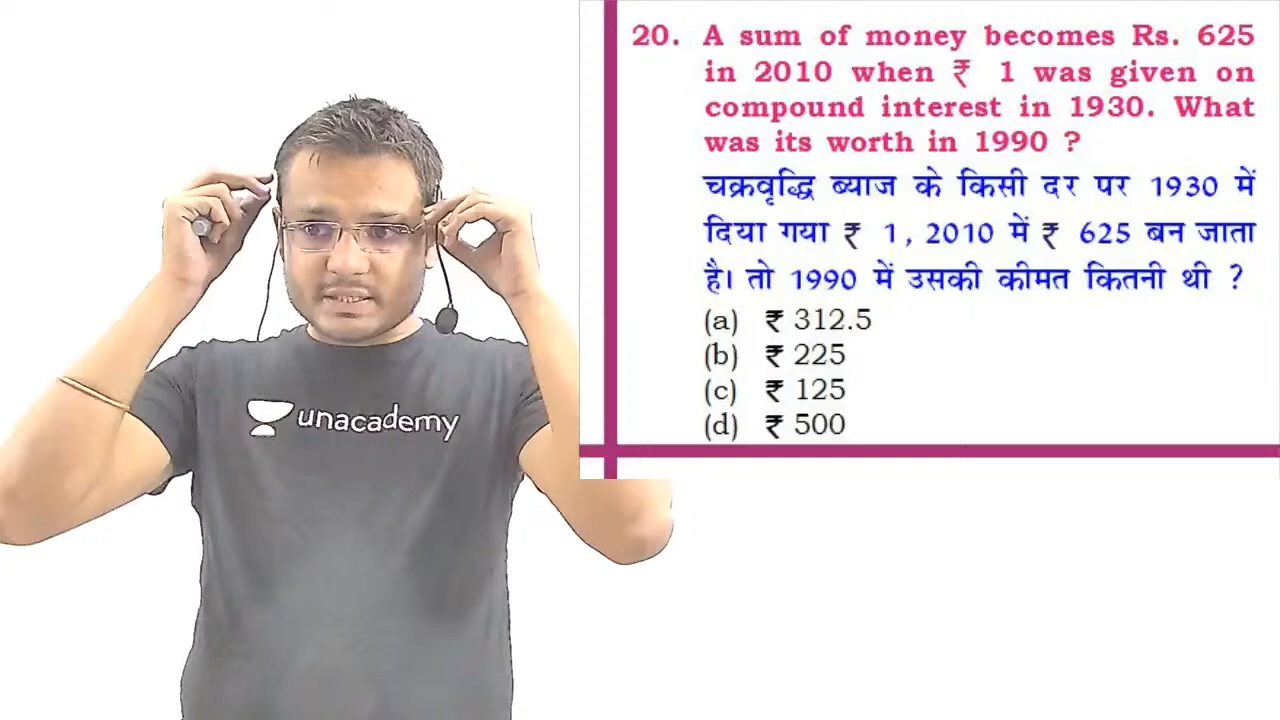 20. A sum of money becomes Rs. 625
in 2010 when ₹ 1 was given on
compound interest in 1930. What
was its worth in 1990 ?
चक्रवृद्धि ब्याज के किसी दर पर 1930 में
दिया गया ₹ 1, 2010 में ₹ 625 बन जाता
है। तो 1990 में उसकी कीमत कितनी थी ?
(a) ₹ 312.5
(b) ₹ 225
(c) ₹ 125
(d) ₹ 500
unacademy